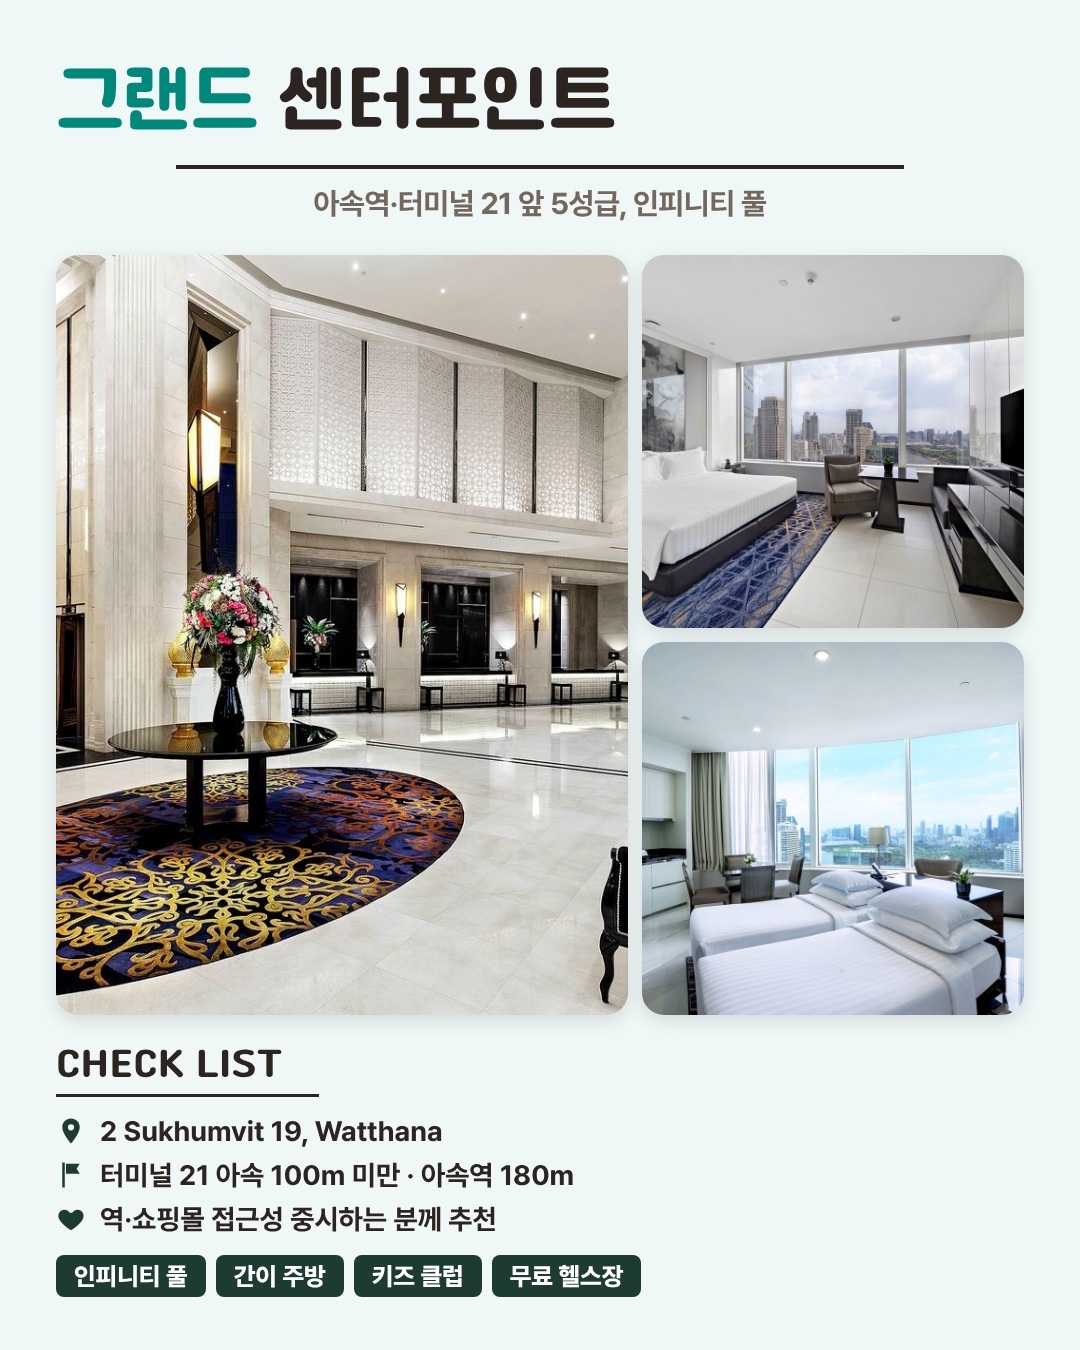 그랜드 센터포인트
아속역·터미널 21 앞 5성급, 인피니티 풀
CHECK LIST
2 Sukhumvit 19, Watthana
터미널 21 아속 100m 미만 · 아속역 180m
역·쇼핑몰 접근성 중시하는 분께 추천
인피니티 풀 간이 주방 키즈 클럽 무료 헬스장